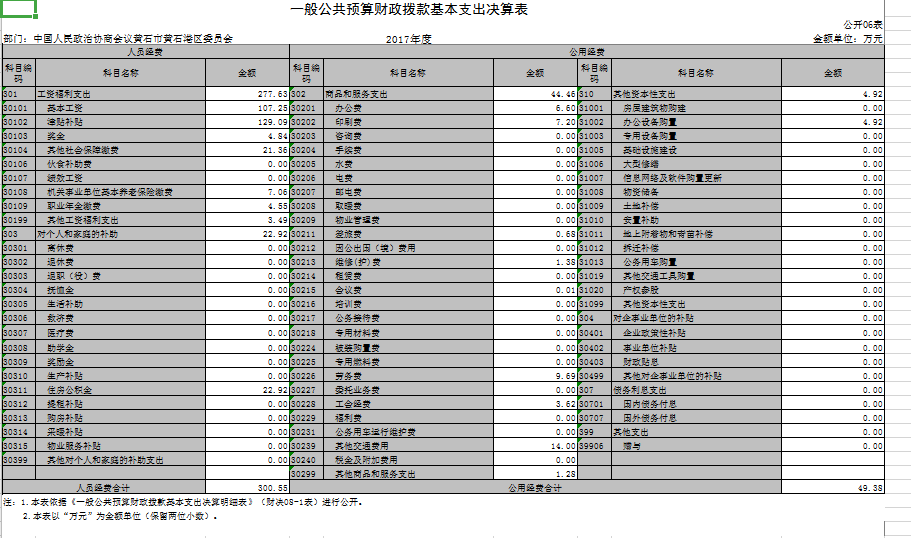 一般公共预算财政拨款基本支出决算表
公开06表
部门：中国人民政治协商会议黄石市黄石港区委员会 2017年度 金额单位：万元
人员经费 公用经费
科目编码 科目名称 金额 科目编码 科目名称 金额 科目编码 科目名称 金额
301 工资福利支出 277.63 302 商品和服务支出 44.46 310 其他资本性支出 4.92
30101 基本工资 107.25 30201 办公费 6.60 31001 房屋建筑物购建 0.00
30102 津贴补贴 129.09 30202 印刷费 7.20 31002 办公设备购置 4.92
30103 奖金 4.84 30203 咨询费 0.00 31003 专用设备购置 0.00
30104 其他社会保障缴费 21.36 30204 手续费 0.00 31005 基础设施建设 0.00
30106 伙食补助费 0.00 30205 水费 0.00 31006 大型修缮 0.00
30107 绩效工资 0.00 30206 电费 0.00 31007 信息网络及软件购置更新 0.00
30108 机关事业单位基本养老保险缴费 7.06 30207 邮电费 0.00 31008 物资储备 0.00
30109 职业年金缴费 4.55 30208 取暖费 0.00 31009 土地补偿 0.00
30199 其他工资福利支出 3.49 30209 物业管理费 0.00 31010 安置补助 0.00
303 对个人和家庭的补助 22.92 30211 差旅费 0.68 31011 地上附着物和青苗补偿 0.00
30301 离休费 0.00 30212 因公出国（境）费用 0.00 31012 拆迁补偿 0.00
30302 退休费 0.00 30213 维修(护)费 1.38 31013 公务用车购置 0.00
30303 退职（役）费 0.00 30214 租赁费 0.00 31019 其他交通工具购置 0.00
30304 抚恤金 0.00 30215 会议费 0.01 31020 产权参股 0.00
30305 生活补助 0.00 30216 培训费 0.00 31099 其他资本性支出 0.00
30306 救济费 0.00 30217 公务接待费 0.00 304 对企事业单位的补贴 0.00
30307 医疗费 0.00 30218 专用材料费 0.00 30401 企业政策性补贴 0.00
30308 助学金 0.00 30224 被装购置费 0.00 30402 事业单位补贴 0.00
30309 奖励金 0.00 30225 专用燃料费 0.00 30403 财政贴息 0.00
30310 生产补贴 0.00 30226 劳务费 9.69 30499 其他对企事业单位的补贴 0.00
30311 住房公积金 22.92 30227 委托业务费 0.00 307 债务利息支出 0.00
30312 提租补贴 0.00 30228 工会经费 3.62 30701 国内债务付息 0.00
30313 购房补贴 0.00 30229 福利费 0.00 30707 国外债务付息 0.00
30314 采暖补贴 0.00 30231 公务用车运行维护费 0.00 399 其他支出 0.00
30315 物业服务补贴 0.00 30239 其他交通费用 14.00 39906 赠与 0.00
30399 其他对个人和家庭的补助支出 0.00 30240 税金及附加费用 0.00
30299 其他商品和服务支出 1.28
人员经费合计 300.55 公用经费合计 49.38
注：1.本表依据《一般公共预算财政拨款基本支出决算明细表》（财决08-1表）进行公开。
2.本表以“万元”为金额单位（保留两位小数）。